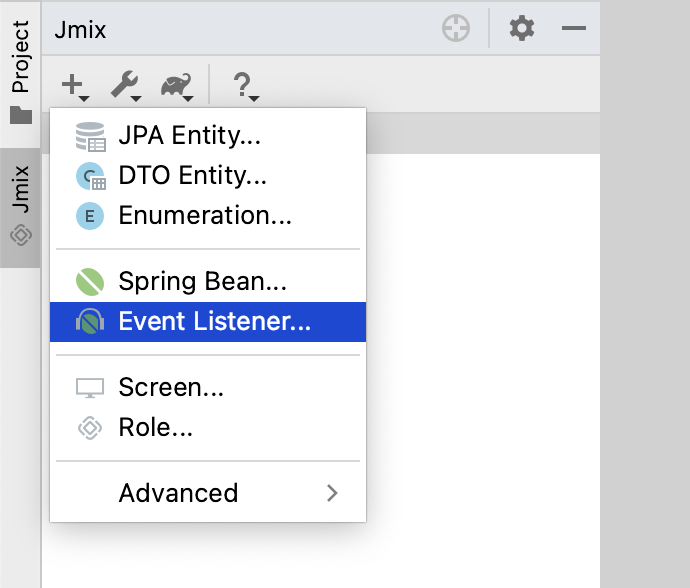 Project
Jmix
Jmix
?
JPA Entity...
C
DTO Entity...
E
Enumeration...
Spring Bean...
Event Listener...
Screen...
Role...
Advanced